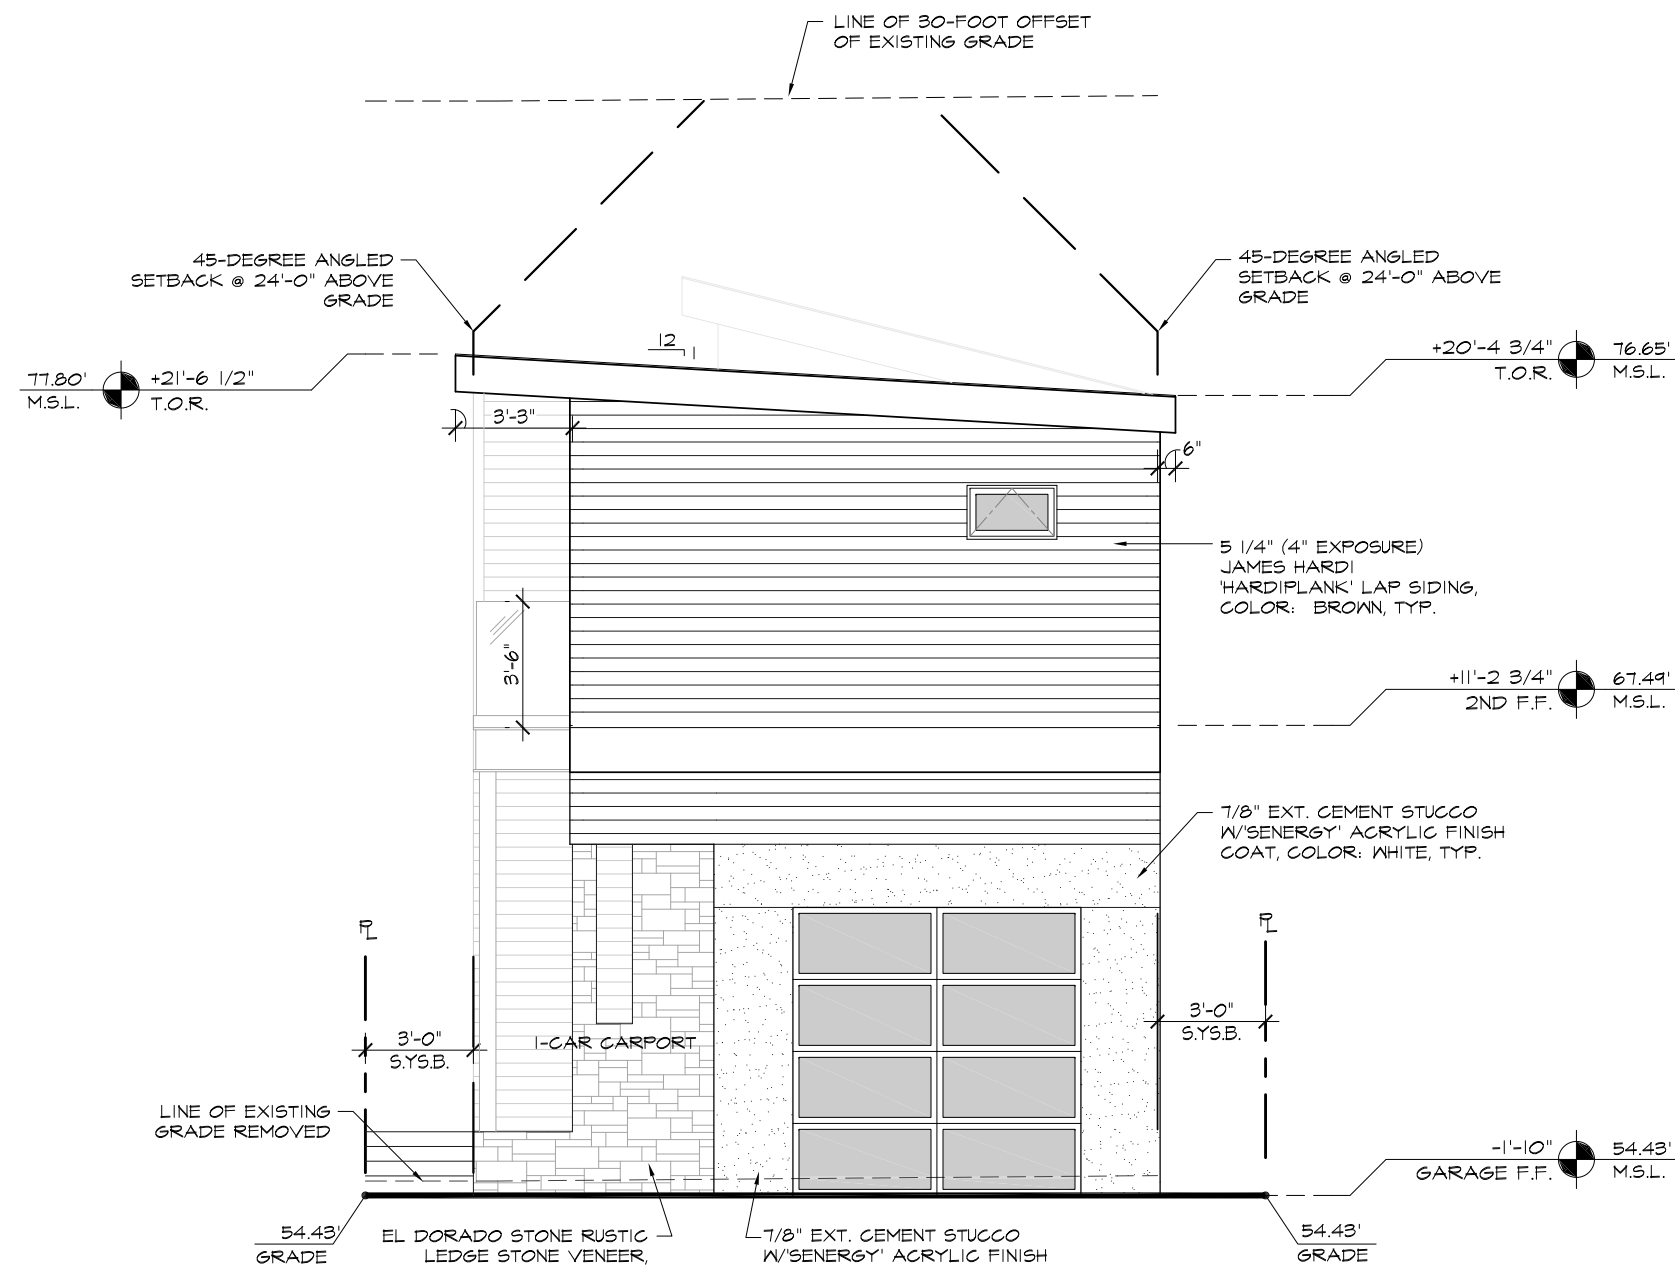 LINE OF 30-FOOT OFFSET
OF EXISTING GRADE
45-DEGREE ANGLED
SETBACK @ 24'-0" ABOVE
GRADE
45-DEGREE ANGLED
SETBACK @ 24'-0" ABOVE
GRADE
12
1
+20'-4 3/4"
T.O.R.
76.65'
M.S.L.
77.80'
M.S.L.
+21'-6 1/2"
T.O.R.
3'-3"
6"
5 1/4" (4" EXPOSURE)
JAMES HARDI
'HARDIPLANK' LAP SIDING,
COLOR: BROWN, TYP.
3'-6"
+11'-2 3/4"
2ND F.F.
67.49'
M.S.L.
7/8" EXT. CEMENT STUCCO
W/'SENERGY' ACRYLIC FINISH
COAT, COLOR: WHITE, TYP.
PL
PL
3'-0"
S.YS.B.
3'-0"
S.YS.B.
1-CAR CARPORT
LINE OF EXISTING
GRADE REMOVED
-1'-10"
GARAGE F.F.
54.43'
M.S.L.
54.43'
GRADE
EL DORADO STONE RUSTIC
LEDGE STONE VENEER,
7/8" EXT. CEMENT STUCCO
W/'SENERGY' ACRYLIC FINISH
54.43'
GRADE